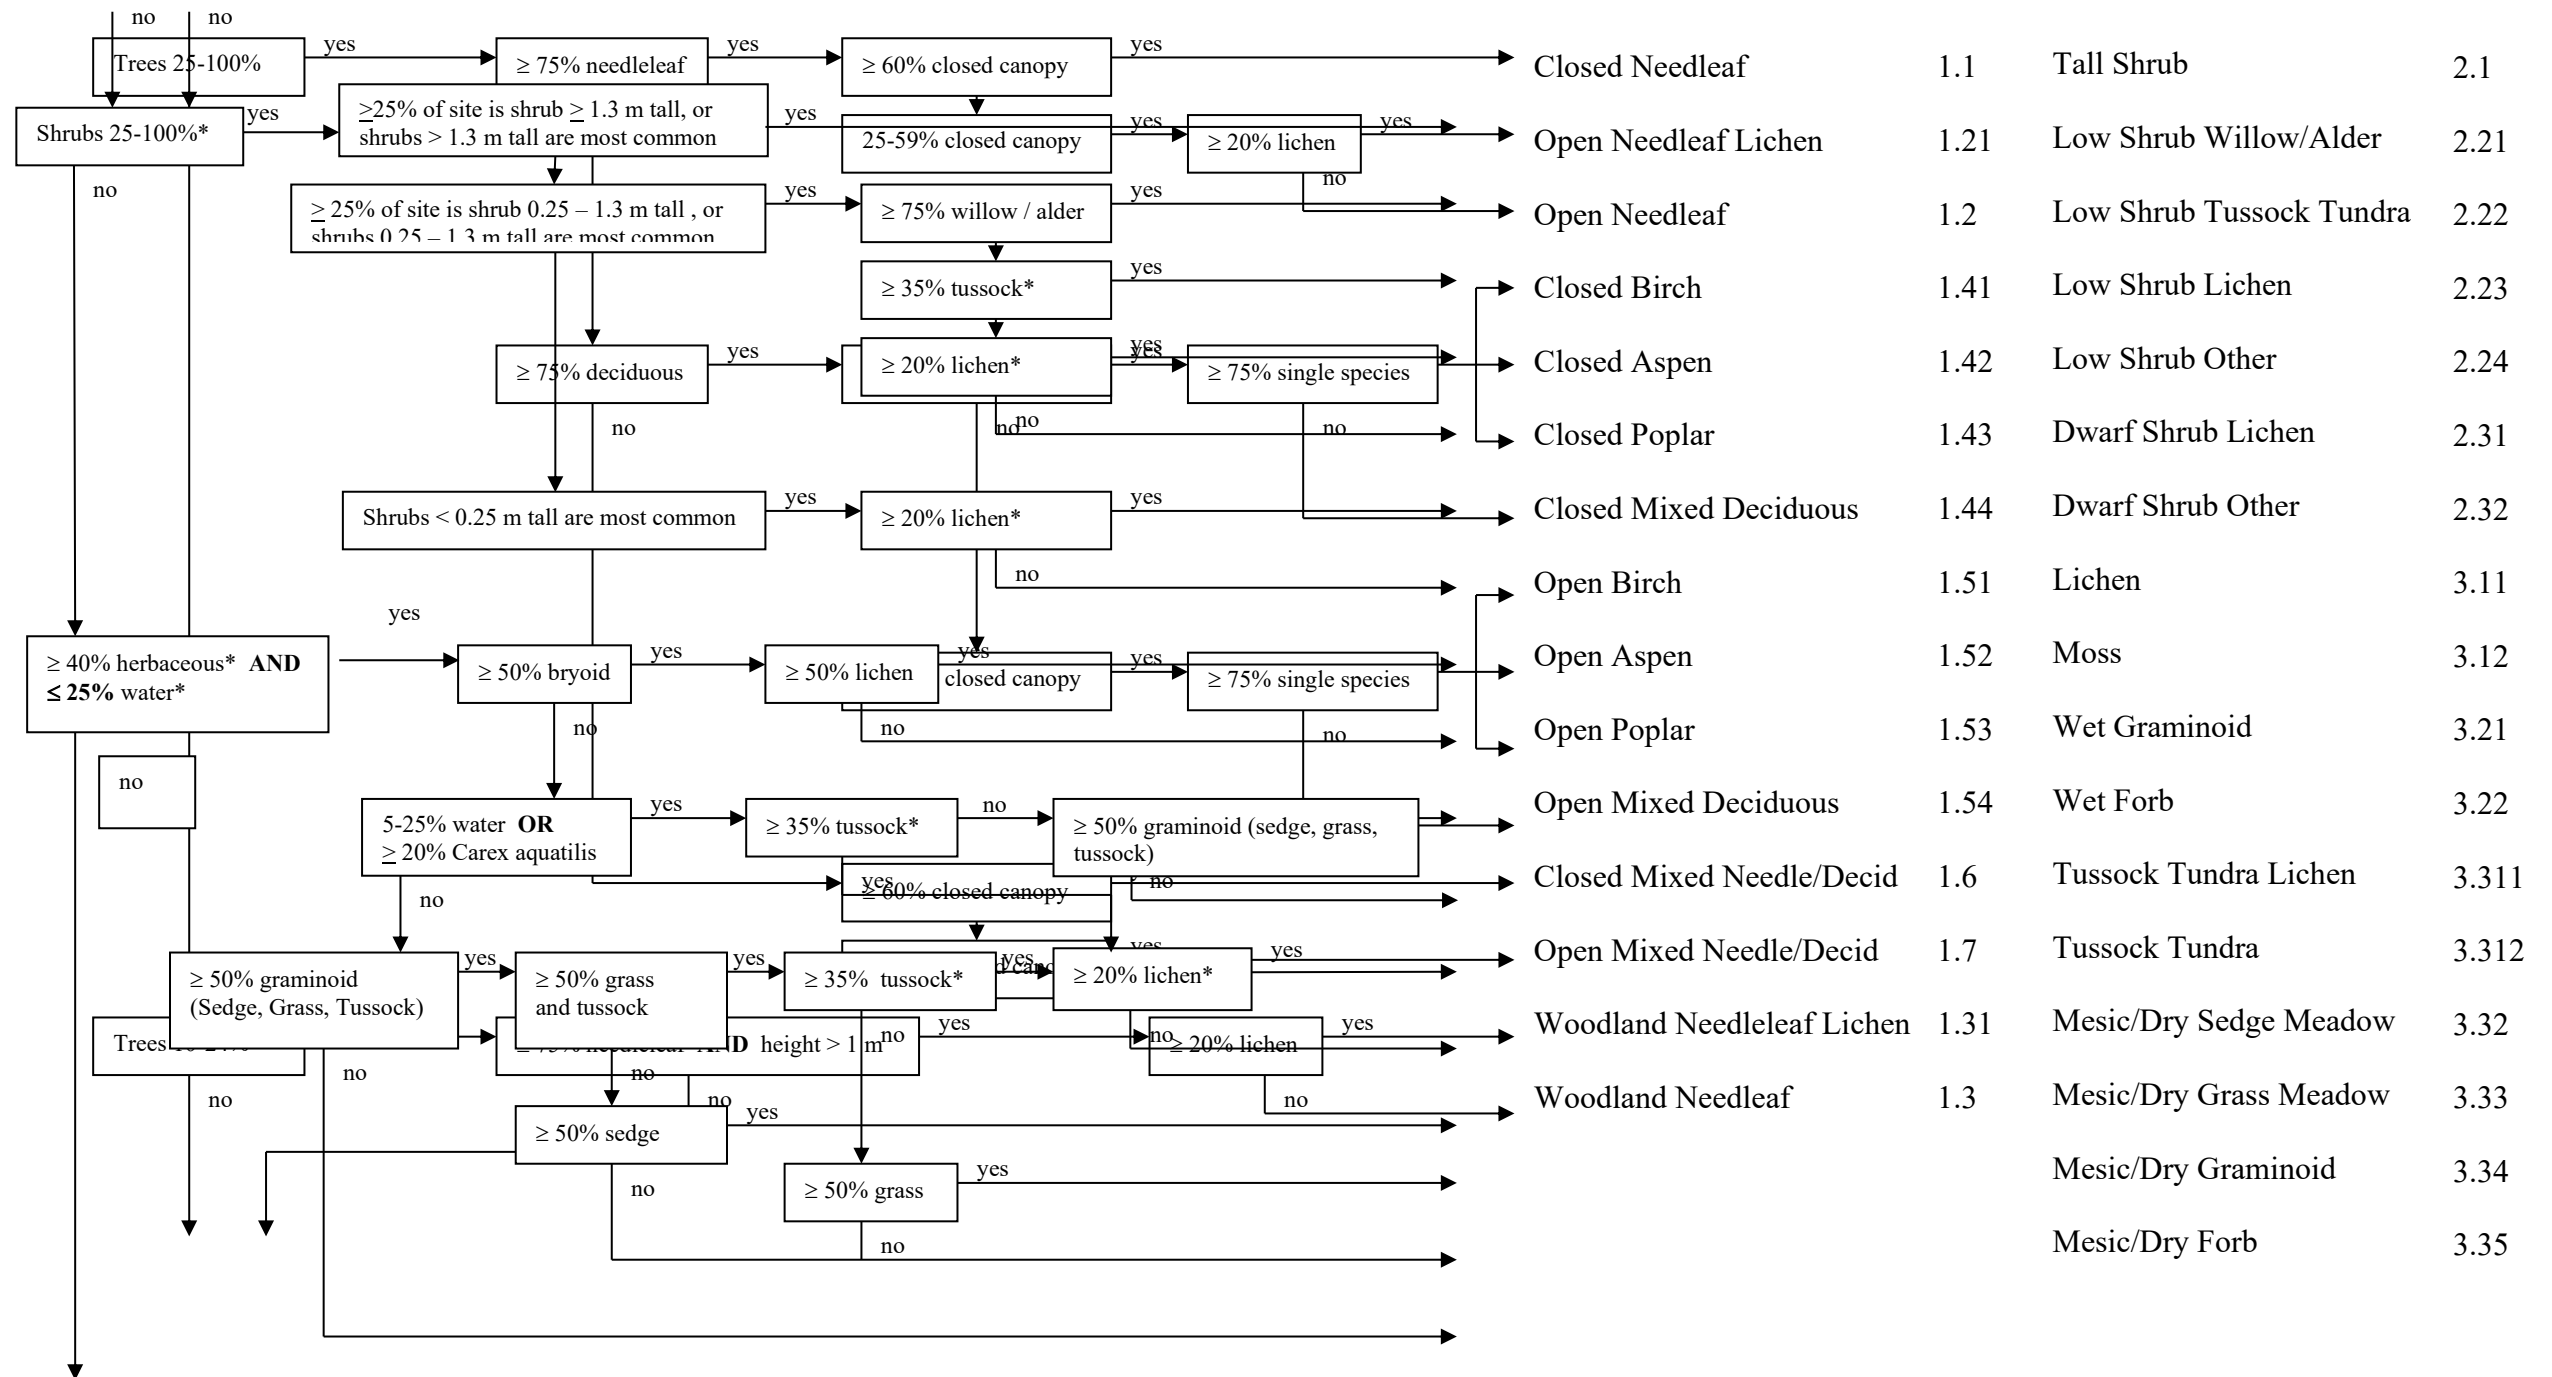 no no
Trees 25-100% yes ≥ 75% needleleaf yes ≥ 60% closed canopy yes Closed Needleaf 1.1 Tall Shrub 2.1
Shrubs 25-100%* yes
≥25% of site is shrub ≥ 1.3 m tall, or
shrubs > 1.3 m tall are most common
yes 25-59% closed canopy yes ≥ 20% lichen yes Open Needleaf Lichen 1.21 Low Shrub Willow/Alder 2.21
no
no
≥ 25% of site is shrub 0.25 – 1.3 m tall , or
shrubs 0.25 – 1.3 m tall are most common
yes ≥ 75% willow / alder yes Open Needleaf 1.2 Low Shrub Tussock Tundra 2.22
≥ 35% tussock* yes Closed Birch 1.41 Low Shrub Lichen 2.23
≥ 75% deciduous yes ≥ 20% lichen* yes yes ≥ 75% single species Closed Aspen 1.42 Low Shrub Other 2.24
no no no no Closed Poplar 1.43 Dwarf Shrub Lichen 2.31
Shrubs < 0.25 m tall are most common yes ≥ 20% lichen* yes Closed Mixed Deciduous 1.44 Dwarf Shrub Other 2.32
no Open Birch 1.51 Lichen 3.11
yes
≥ 40% herbaceous* AND
≤ 25% water*
≥ 50% bryoid yes ≥ 50% lichen yes closed canopy yes ≥ 75% single species Open Aspen 1.52 Moss 3.12
no no no Open Poplar 1.53 Wet Graminoid 3.21
no
5-25% water OR
≥ 20% Carex aquatilis
yes ≥ 35% tussock* no
≥ 50% graminoid (sedge, grass,
tussock)
Open Mixed Deciduous 1.54 Wet Forb 3.22
no yes ≥ 60% closed canopy no Closed Mixed Needle/Decid 1.6 Tussock Tundra Lichen 3.311
≥ 50% graminoid
(Sedge, Grass, Tussock)
yes
≥ 50% grass
and tussock
yes ≥ 35% tussock* yes yes ≥ 20% lichen* yes Open Mixed Needle/Decid 1.7 Tussock Tundra 3.312
Trees height > 1 m no yes no ≥ 20% lichen yes Woodland Needleleaf Lichen 1.31 Mesic/Dry Sedge Meadow 3.32
no no
no no no Woodland Needleaf 1.3 Mesic/Dry Grass Meadow 3.33
≥ 50% sedge yes
no ≥ 50% grass yes Mesic/Dry Graminoid 3.34
no Mesic/Dry Forb 3.35